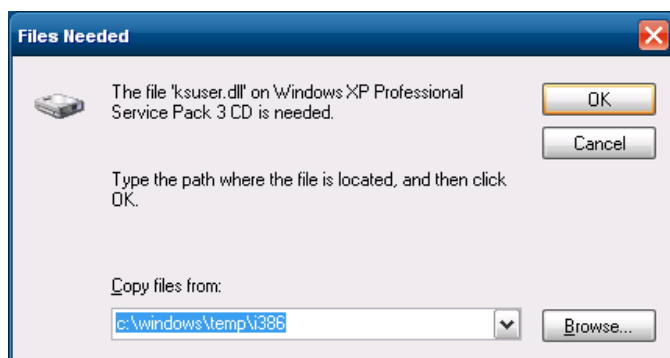 Files Needed
The file 'ksuser.dll' on Windows XP Professional
Service Pack 3 CD is needed.
OK
Cancel
Type the path where the file is located, and then click
OK.
Copy files from:
c:\windows\temp\i386
Browse...